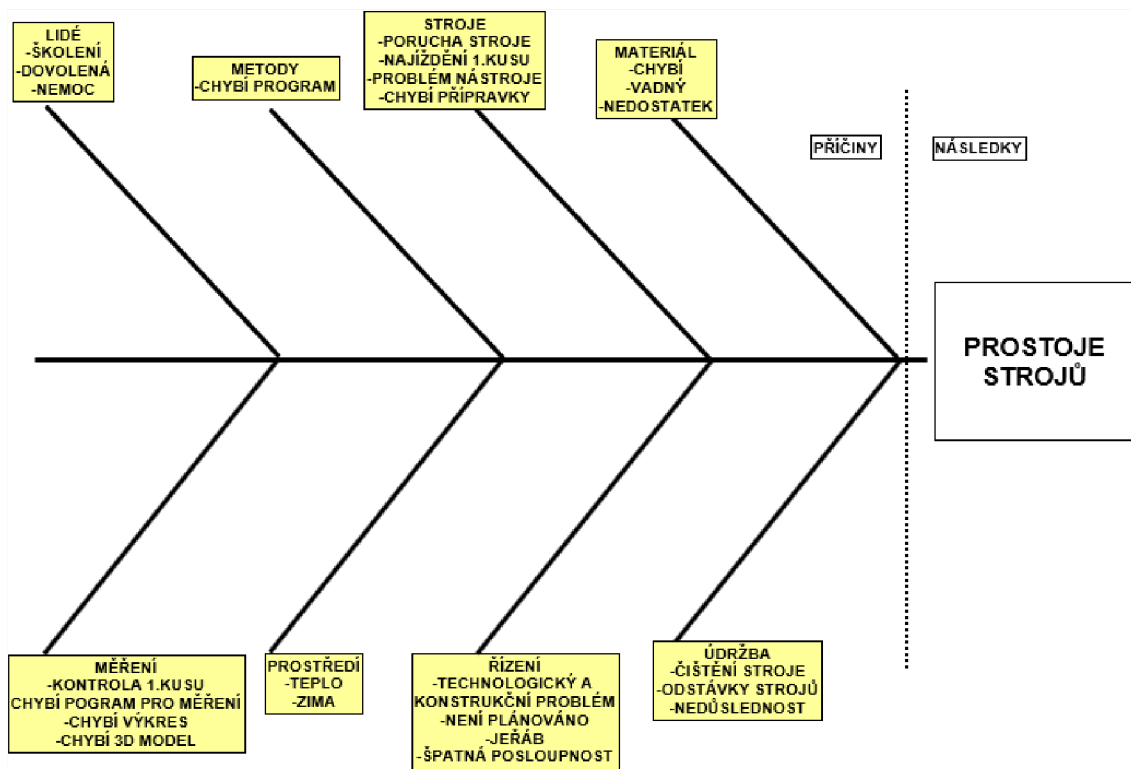 LIDÉ
-ŠKOLENÍ
-DOVOLENÁ
-NEMOC
METODY
-CHYBÍ PROGRAM
STROJE
-PORUCHA STROJE
-NAJÍŽDĚNÍ 1.KUSU
-PROBLÉM NÁSTROJE
-CHYBÍ PŘÍPRAVKY
MATERIÁL
-CHYBÍ
-VADNÝ
-NEDOSTATEK
PŘÍČINY
NÁSLEDKY
PROSTOJE
STROJŮ
MĚŘENÍ
-KONTROLA 1.KUSU
CHYBÍ POGRAM PRO MĚŘENÍ
-CHYBÍ VÝKRES
-CHYBÍ 3D MODEL
PROSTŘEDÍ
-TEPLO
-ZIMA
ŘÍZENÍ
-TECHNOLOGICKÝ A
KONSTRUKČNÍ PROBLÉM
-NENÍ PLÁNOVÁNO
-JEŘÁB
-ŠPATNÁ POSLOUPNOST
ÚDRŽBA
-ČIŠTĚNÍ STROJE
-ODSTÁVKY STROJŮ
-NEDŮSLEDNOST